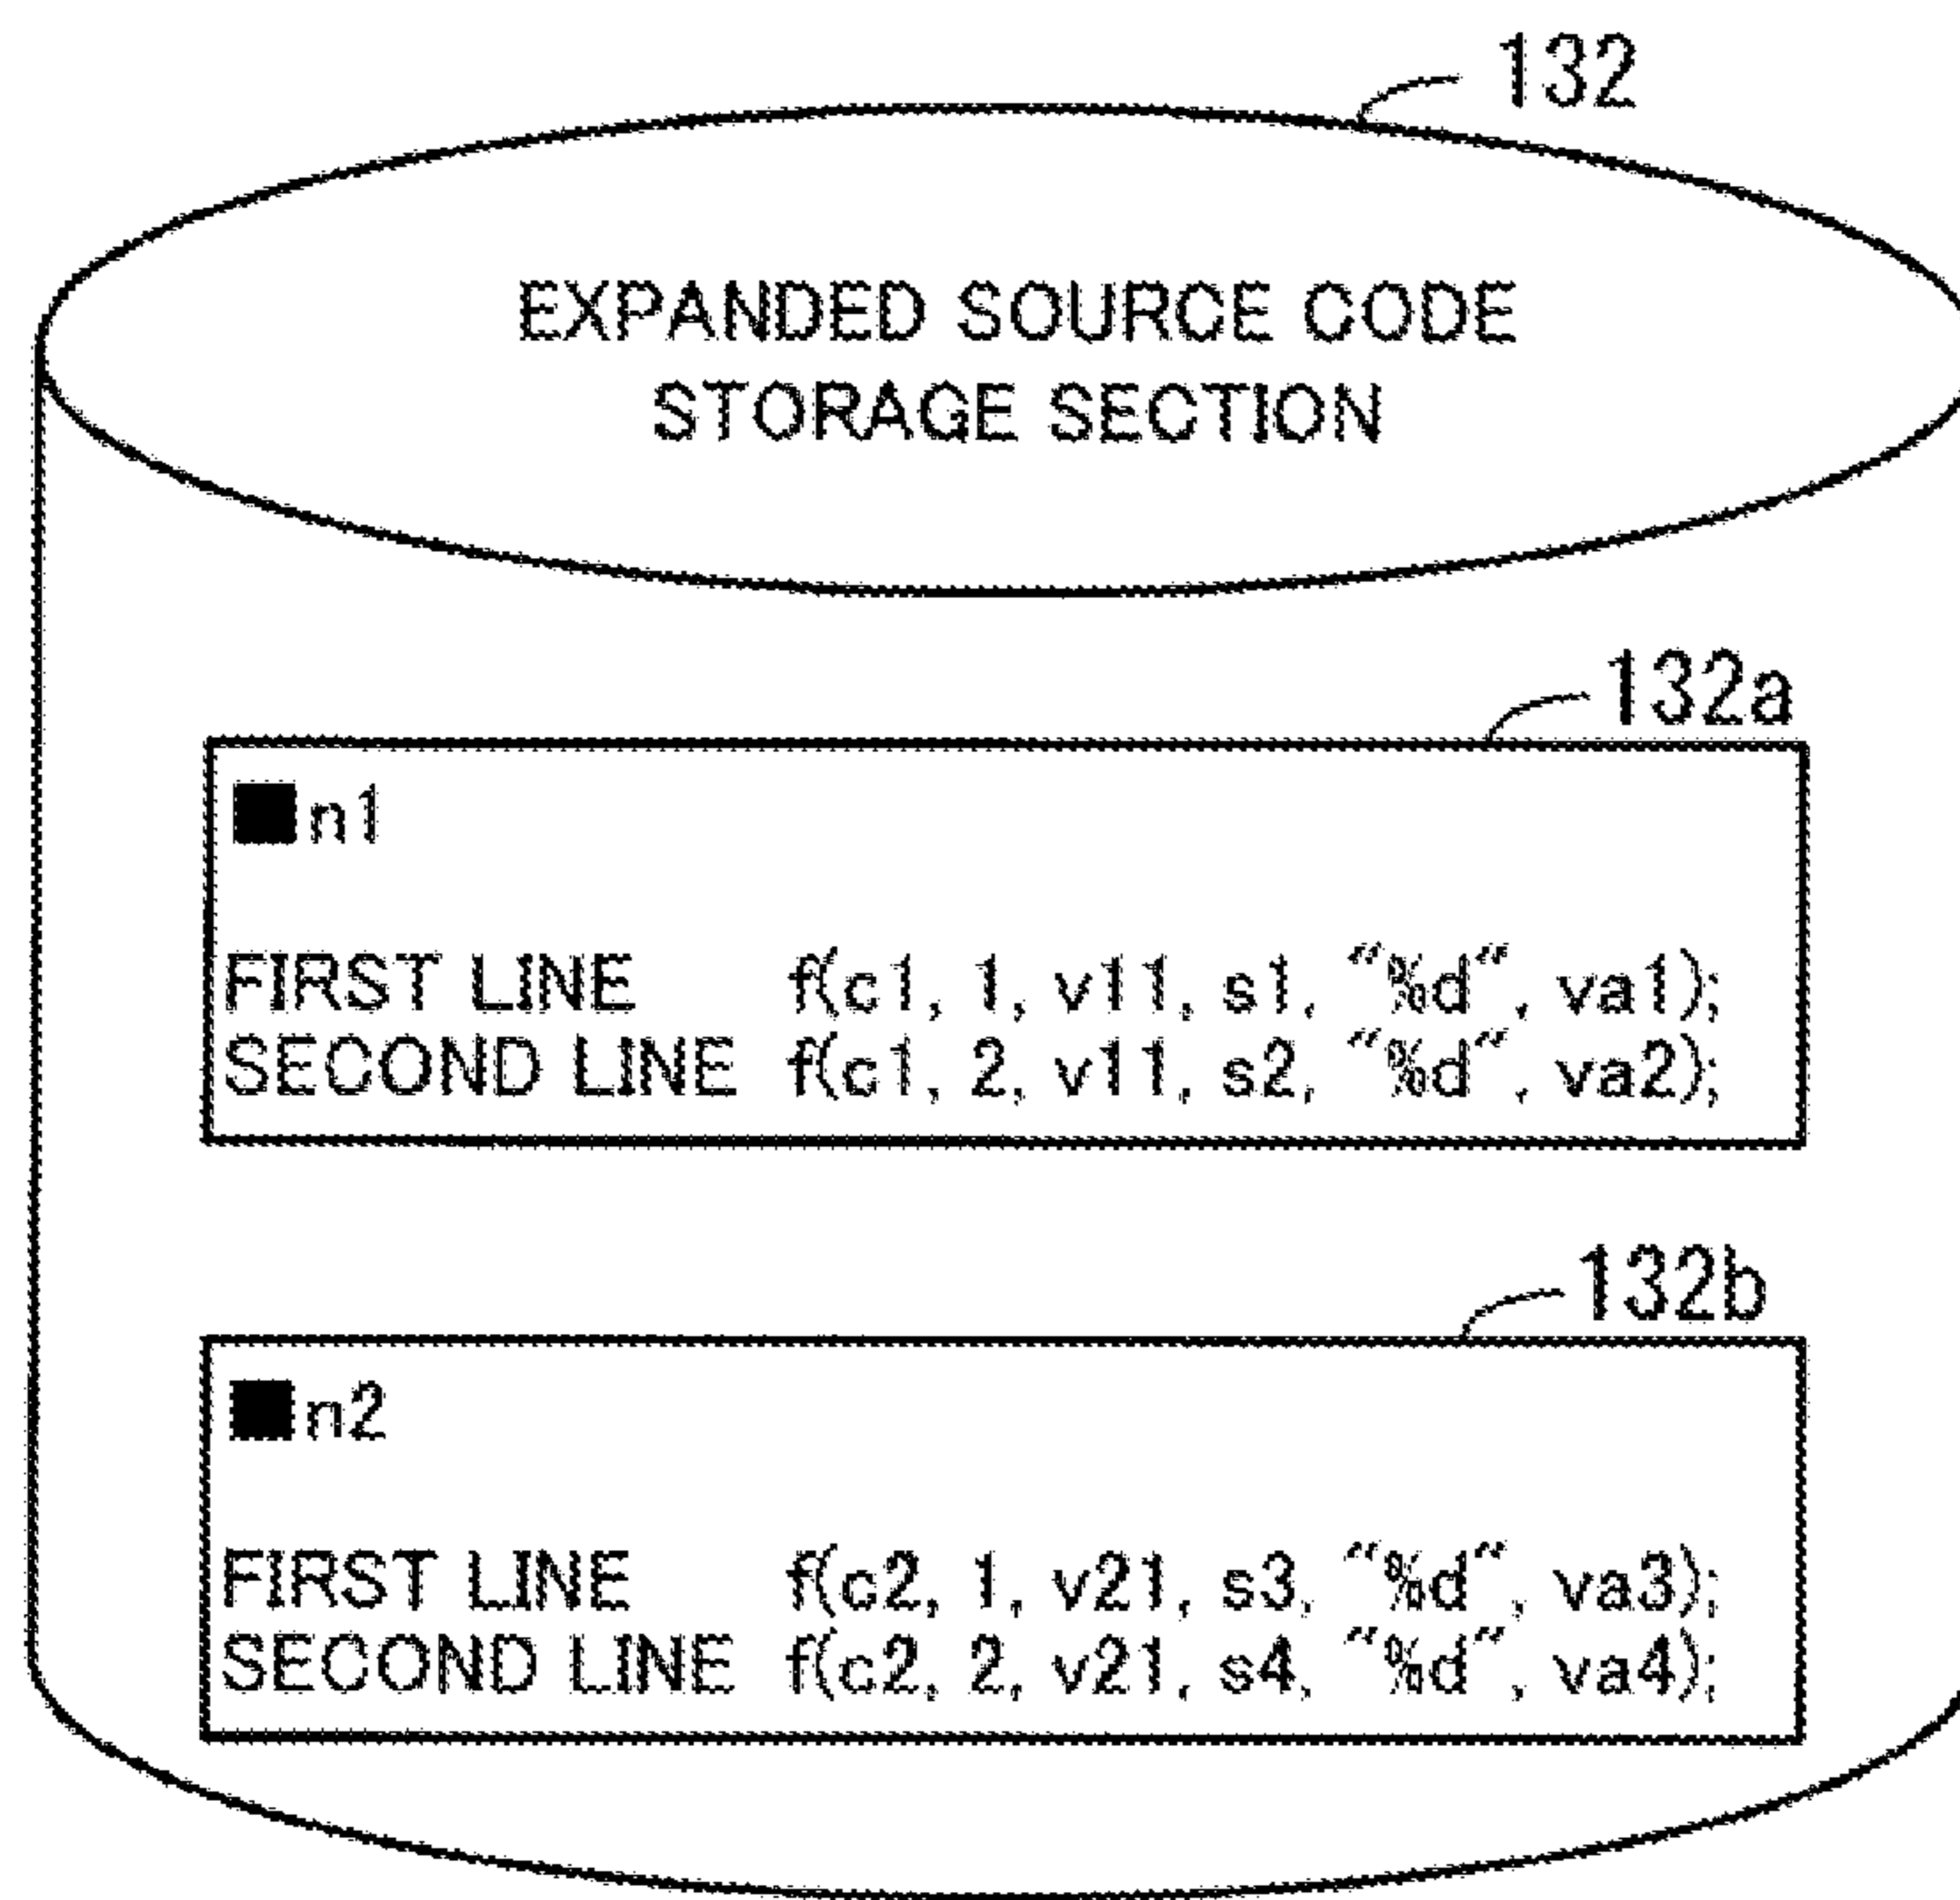 132
EXPANDED SOURCE CODE
STORAGE SECTION
132a
■n1
FIRST LINE f(c1, 1, v11, s1, "%d", va1);
SECOND LINE f(c1, 2, v11, s2, "%d", va2);
132b
■n2
FIRST LINE f(c2, 1, v21, s3, "%d", va3);
SECOND LINE f(c2, 2, v21, s4, "%d", va4);